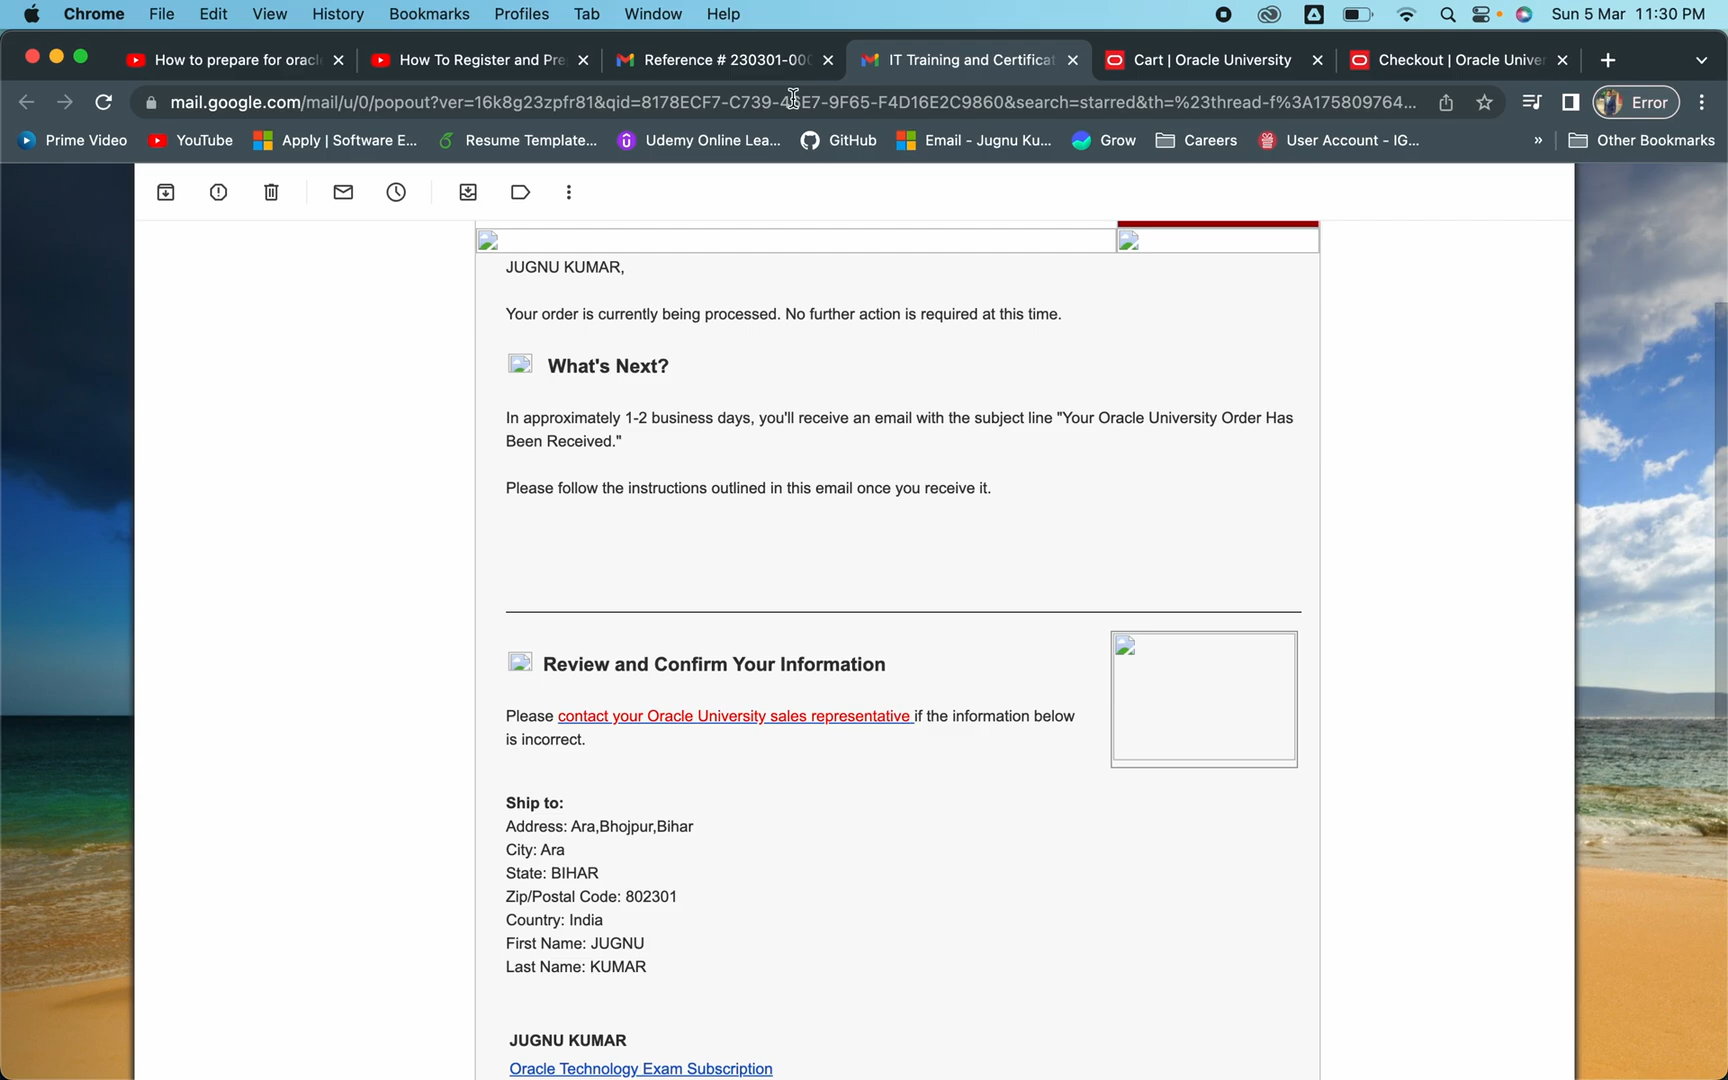 Chrome File Edit View History Bookmarks Profiles Tab Window Help Sun 5 Mar 11:30 PM
How to prepare for oracl How To Register and Pre Reference # 230301-000 IT Training and Certificat Cart | Oracle University Checkout | Oracle Univer
mail.google.com/mail/u/0/popout?ver=16k8g23zpfr81&qid=8178ECF7-C739-46E7-9F65-F4D16E2C9860&search=starred&th=%23thread-f%3A175809764... Error
Prime Video YouTube Apply | Software E... Resume Template... Udemy Online Lea... GitHub Email - Jugnu Ku... Grow Careers User Account - IG... » Other Bookmarks
JUGNU KUMAR,
Your order is currently being processed. No further action is required at this time.
What's Next?
In approximately 1-2 business days, you'll receive an email with the subject line "Your Oracle University Order Has
Been Received."
Please follow the instructions outlined in this email once you receive it.
Review and Confirm Your Information
Please contact your Oracle University sales representative if the information below
is incorrect.
Ship to:
Address: Ara,Bhojpur,Bihar
City: Ara
State: BIHAR
Zip/Postal Code: 802301
Country: India
First Name: JUGNU
Last Name: KUMAR
JUGNU KUMAR
Oracle Technology Exam Subscription